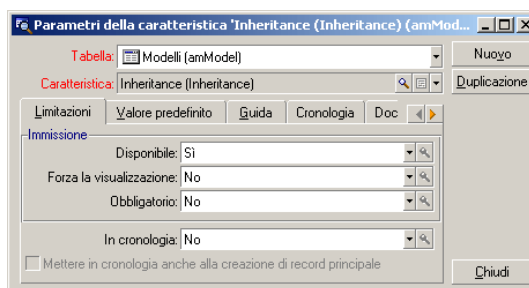 Parametri della caratteristica 'Inheritance (Inheritance) (amMod...
Tabella: Modelli (amModel)
Nuovo
Caratteristica: Inheritance (Inheritance)
Duplicazione
Limitazioni Valore predefinito Guida Cronologia Doc
Immissione
Disponibile: Sì
Forza la visualizzazione: No
Obbligatorio: No
In cronologia: No
Mettere in cronologia anche alla creazione di record principale
Chiudi